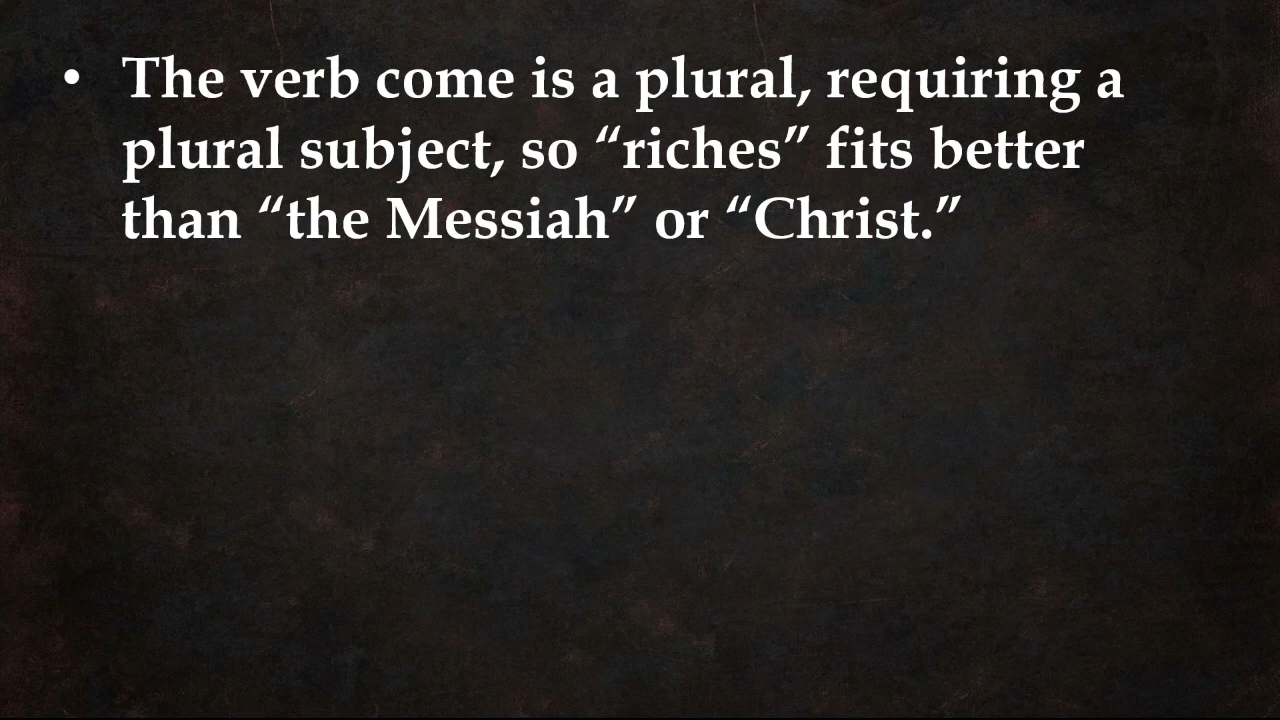 • The verb come is a plural, requiring a
plural subject, so “riches” fits better
than “the Messiah” or “Christ.”